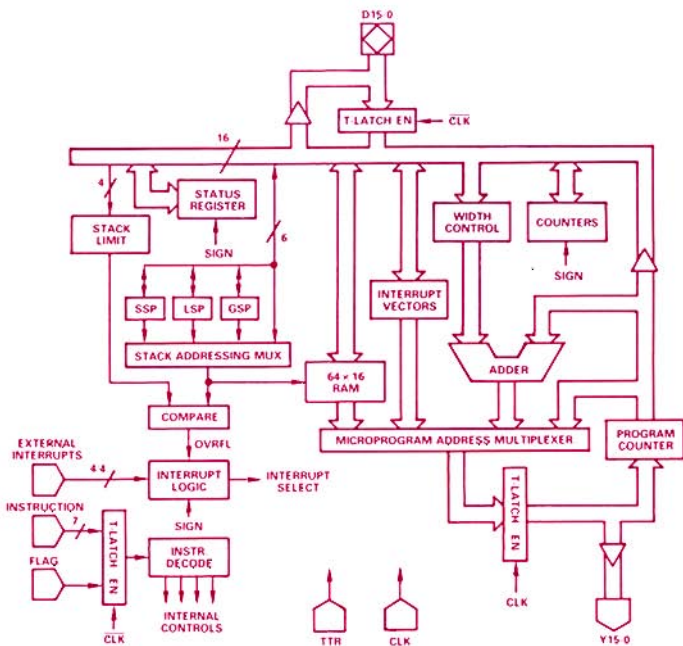 D15 0
T-LATCH EN
CLK
16
4
STATUS
REGISTER
STACK
LIMIT
SIGN
6
WIDTH
CONTROL
COUNTERS
SIGN
SSP
LSP
GSP
INTERRUPT
VECTORS
STACK ADDRESSING MUX
64 × 16
RAM
ADDER
COMPARE
OVRFL
MICROPROGRAM ADDRESS MULTIPLEXER
PROGRAM
COUNTER
EXTERNAL
INTERRUPTS
4 4
INTERRUPT
LOGIC
INTERRUPT
SELECT
SIGN
INSTRUCTION
7
T-LATCH EN
INSTR
DECODE
FLAG
INTERNAL
CONTROLS
CLK
TTR
CLK
T-LATCH EN
CLK
Y15 0